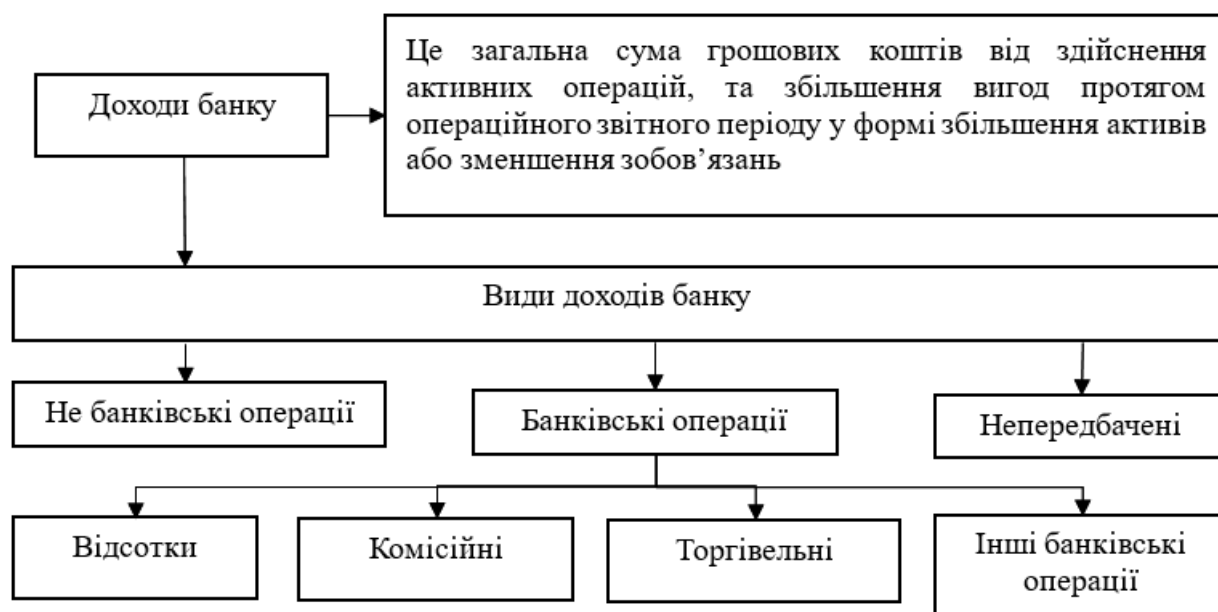 Доходи банку
Це загальна сума грошових коштів від здійснення
активних операцій, та збільшення вигод протягом
операційного звітного періоду у формі збільшення активів
або зменшення зобов’язань
Види доходів банку
Не банківські операції
Банківські операції
Непередбачені
Відсотки
Комісійні
Торгівельні
Інші банківські
операції